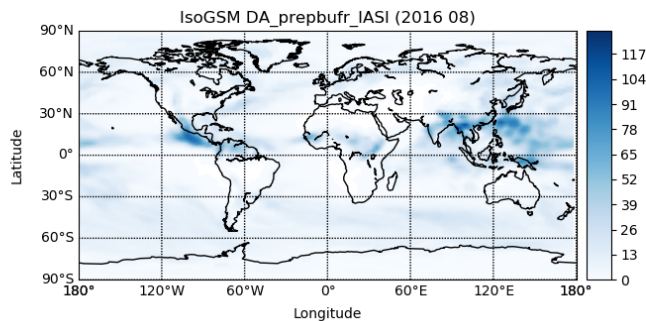 IsoGSM DA_prepbufr_IASI (2016 08)
90°N
60°N
30°N
0°
30°S
60°S
90°S
Latitude
180°
120°W
60°W
0°
60°E
120°E
180°
Longitude
117
104
91
78
65
52
39
26
13
0